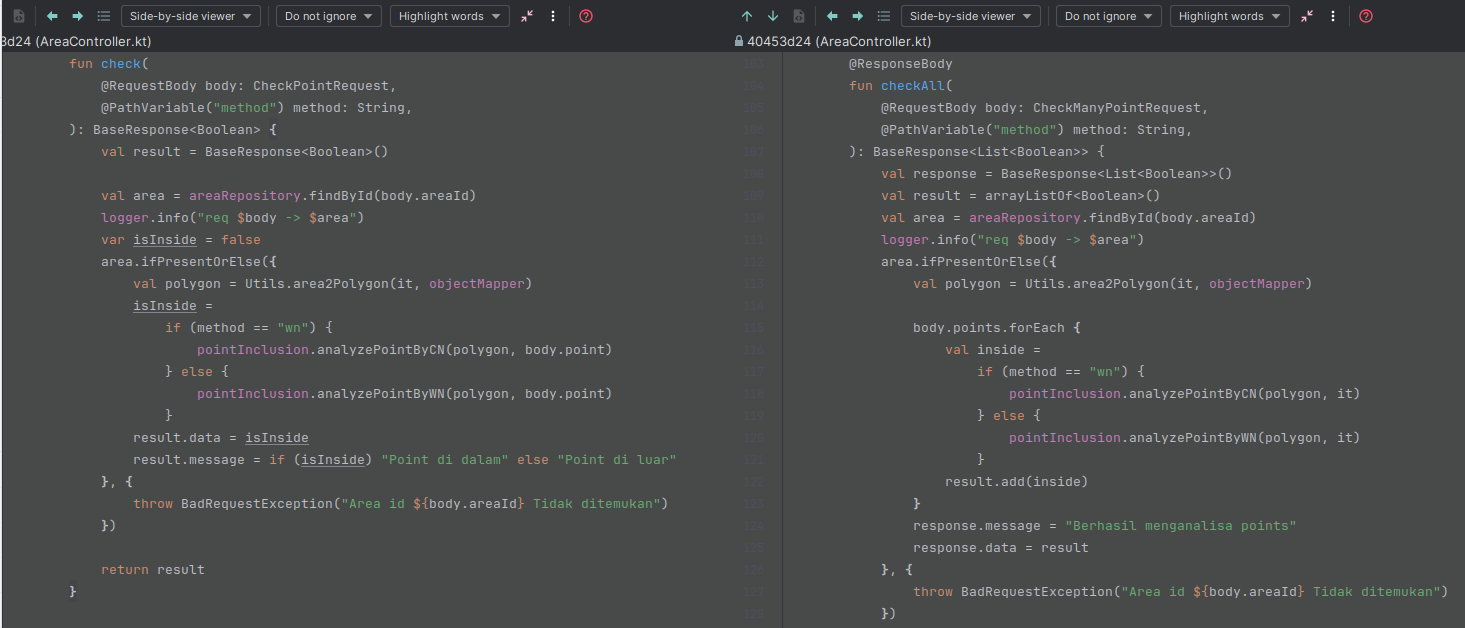 Side-by-side viewer Do not ignore Highlight words ?
Side-by-side viewer Do not ignore Highlight words ?
3d24 (AreaController.kt)
40453d24 (AreaController.kt)
fun check(
@RequestBody body: CheckPointRequest,
@PathVariable("method") method: String,
): BaseResponse<Boolean> {
val result = BaseResponse<Boolean>()
val area = areaRepository.findById(body.areaId)
logger.info("req $body -> $area")
var isInside = false
area.ifPresentOrElse({
val polygon = Utils.area2Polygon(it, objectMapper)
isInside =
if (method == "wn") {
pointInclusion.analyzePointByCN(polygon, body.point)
} else {
pointInclusion.analyzePointByWN(polygon, body.point)
}
result.data = isInside
result.message = if (isInside) "Point di dalam" else "Point di luar"
}, {
throw BadRequestException("Area id ${body.areaId} Tidak ditemukan")
})
return result
}
103 @ResponseBody
104 fun checkAll(
105 @RequestBody body: CheckManyPointRequest,
106 @PathVariable("method") method: String,
107 ): BaseResponse<List<Boolean>> {
108 val response = BaseResponse<List<Boolean>>()
109 val result = arrayListOf<Boolean>()
110 val area = areaRepository.findById(body.areaId)
111 logger.info("req $body -> $area")
112 area.ifPresentOrElse({
113 val polygon = Utils.area2Polygon(it, objectMapper)
114
115 body.points.forEach {
116 val inside =
117 if (method == "wn") {
118 pointInclusion.analyzePointByCN(polygon, it)
119 } else {
120 pointInclusion.analyzePointByWN(polygon, it)
121 }
122 result.add(inside)
123 }
124 response.message = "Berhasil menganalisa points"
125 response.data = result
126 }, {
127 throw BadRequestException("Area id ${body.areaId} Tidak ditemukan")
128 })